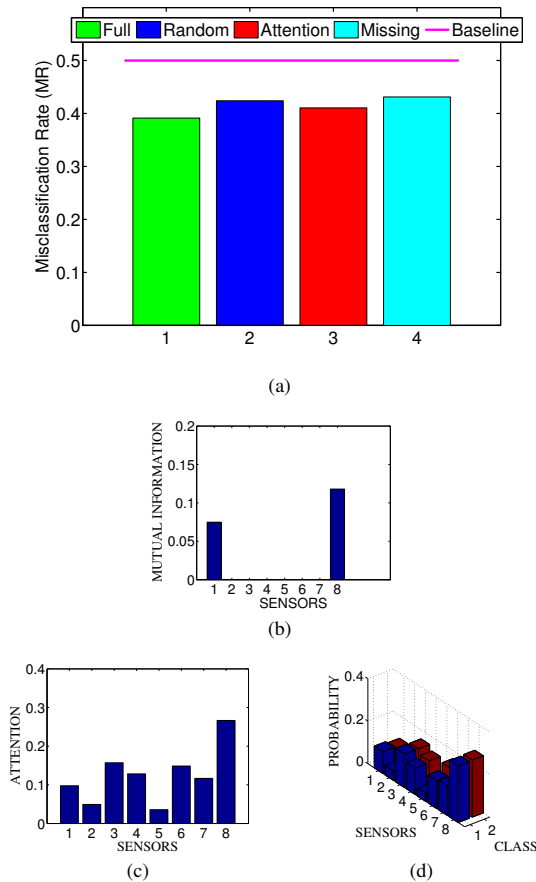 Full Random Attention Missing Baseline
Misclassification Rate (MR)
0.5
0.4
0.3
0.2
0.1
0
1 2 3 4
(a)
MUTUAL INFORMATION
0.2
0.15
0.1
0.05
0
1 2 3 4 5 6 7 8
SENSORS
(b)
ATTENTION
0.4
0.3
0.2
0.1
0
1 2 3 4 5 6 7 8
SENSORS
(c)
PROBABILITY
0.4
0.2
0
1 2 3 4 5 6 7 8
SENSORS
1 2
CLASS
(d)